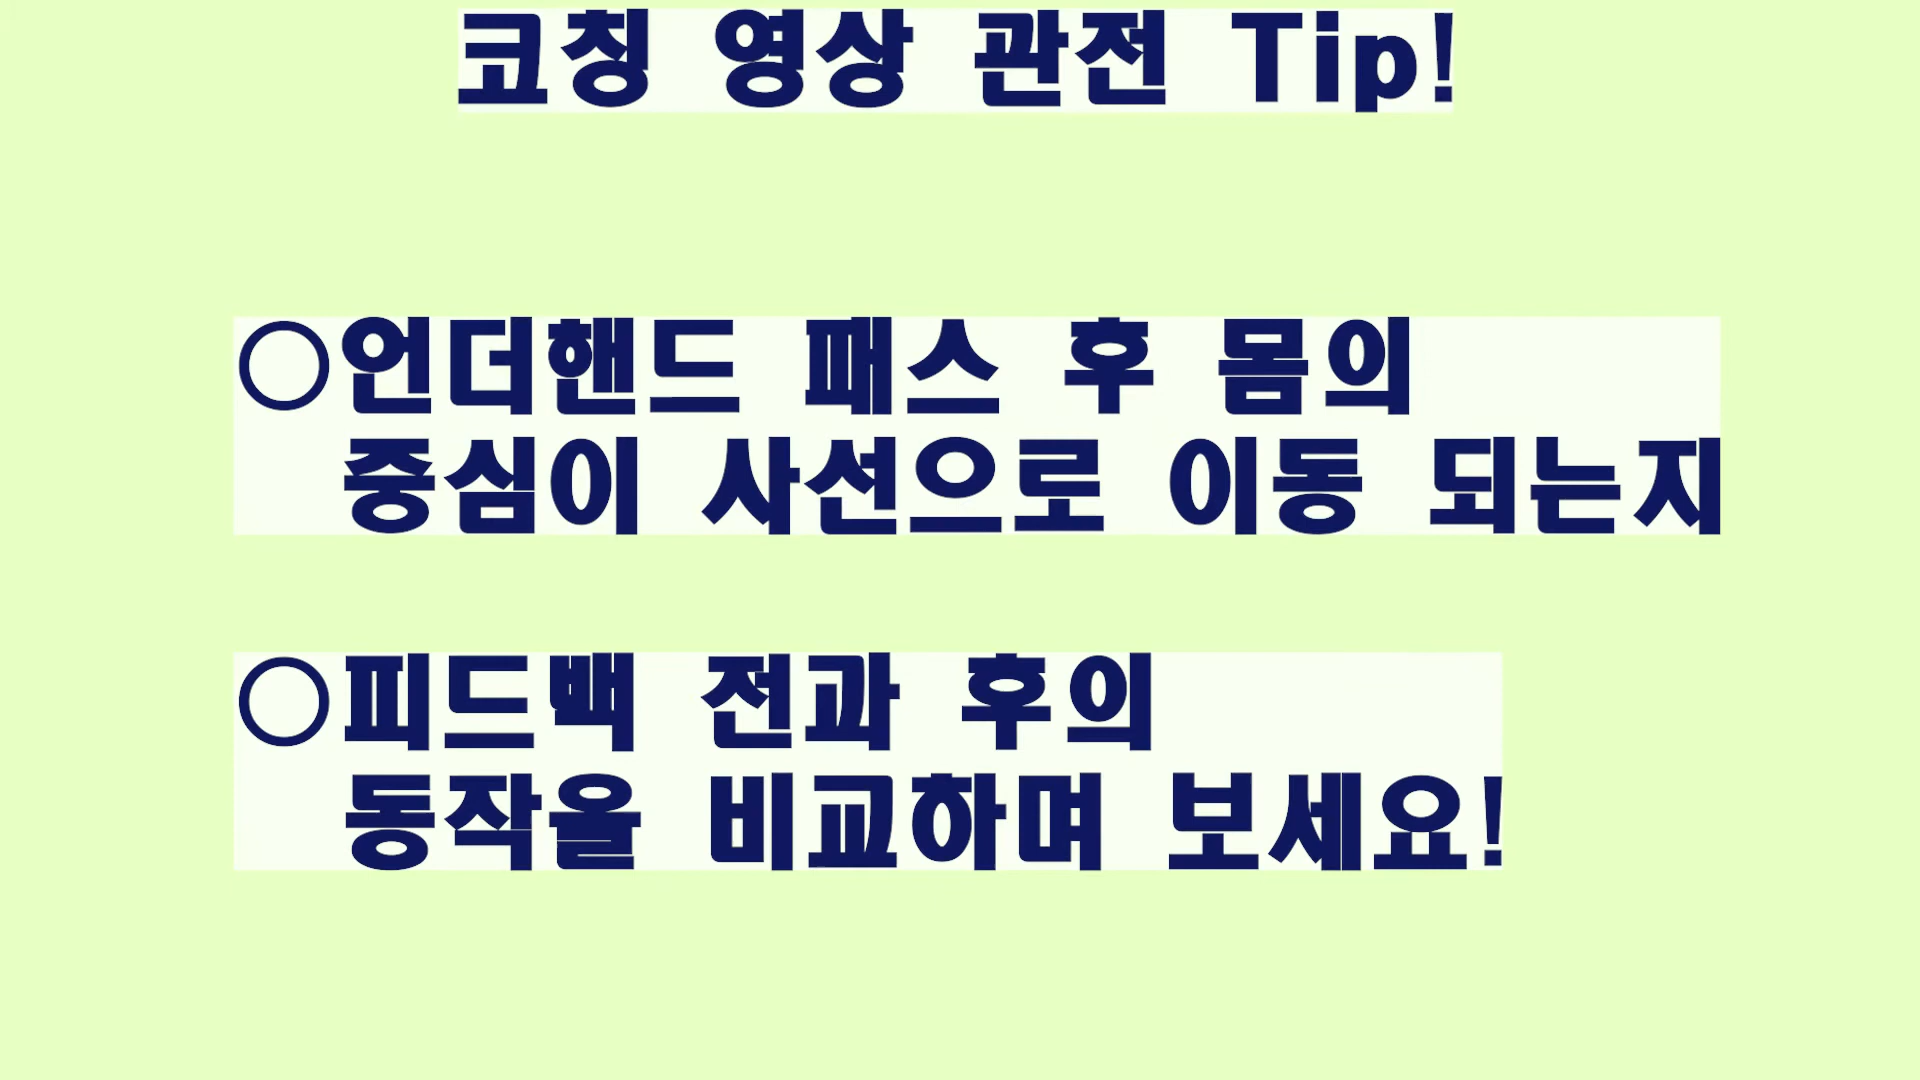 코칭 영상 관전 Tip!
○언더핸드 패스 후 몸의
중심이 사선으로 이동 되는지
○피드백 전과 후의
동작을 비교하며 보세요!